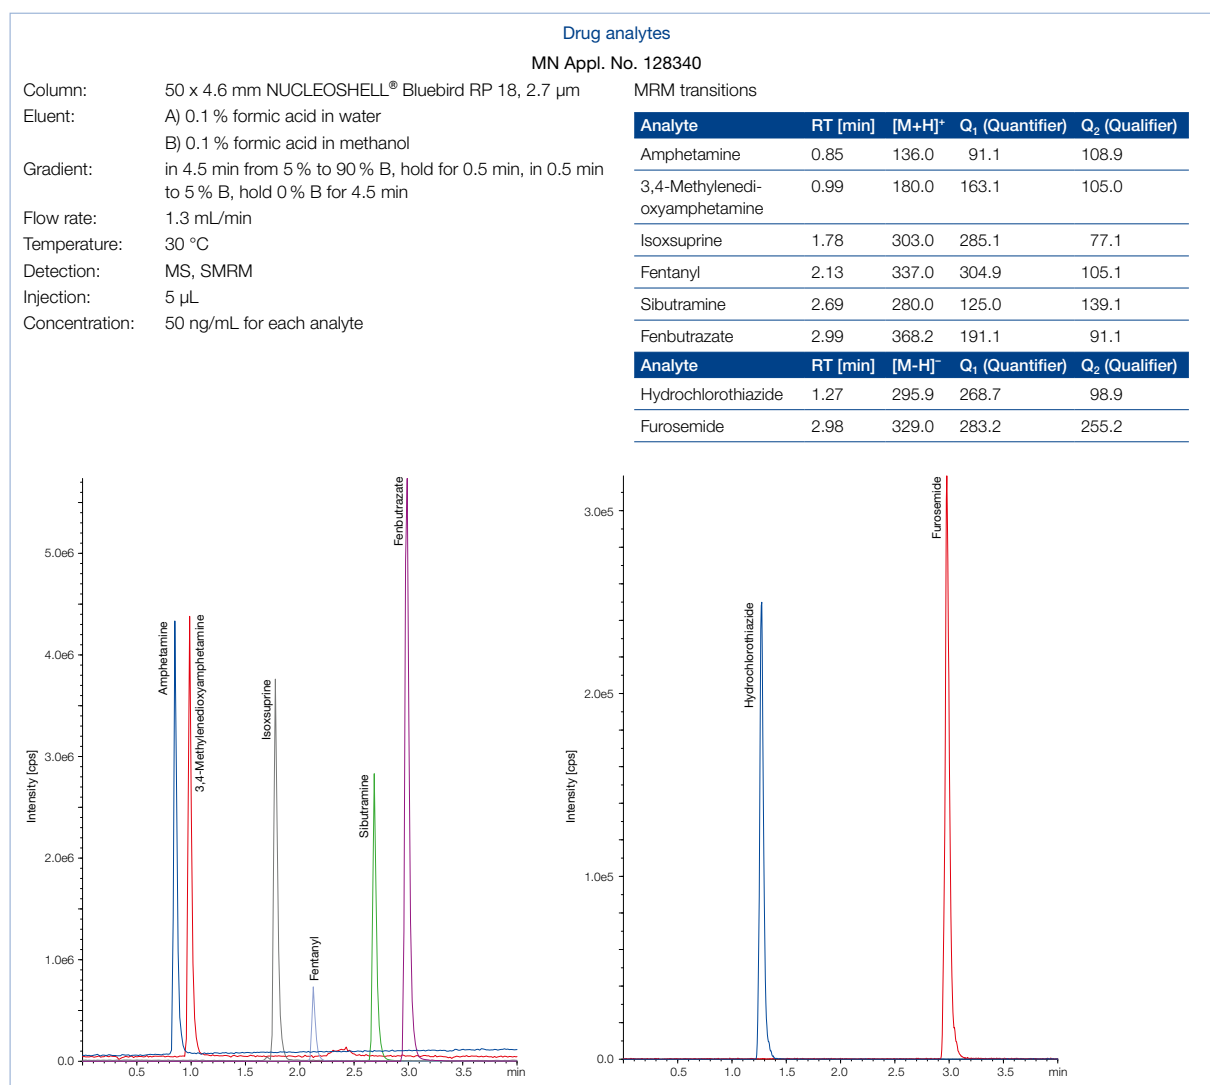 Drug analytes
MN Appl. No. 128340
Column: 50 x 4.6 mm NUCLEOSHELL® Bluebird RP 18, 2.7 µm
Eluent: A) 0.1 % formic acid in water
B) 0.1 % formic acid in methanol
Gradient: in 4.5 min from 5 % to 90 % B, hold for 0.5 min, in 0.5 min
to 5 % B, hold 0 % B for 4.5 min
Flow rate: 1.3 mL/min
Temperature: 30 °C
Detection: MS, SMRM
Injection: 5 µL
Concentration: 50 ng/mL for each analyte
MRM transitions
Analyte RT [min] [M+H]⁺ Q₁ (Quantifier) Q₂ (Qualifier)
Amphetamine 0.85 136.0 91.1 108.9
3,4-Methylenedi-
oxyamphetamine 0.99 180.0 163.1 105.0
Isoxsuprine 1.78 303.0 285.1 77.1
Fentanyl 2.13 337.0 304.9 105.1
Sibutramine 2.69 280.0 125.0 139.1
Fenbutrazate 2.99 368.2 191.1 91.1
Analyte RT [min] [M-H]⁻ Q₁ (Quantifier) Q₂ (Qualifier)
Hydrochlorothiazide 1.27 295.9 268.7 98.9
Furosemide 2.98 329.0 283.2 255.2
Intensity [cps]
5.0e6
4.0e6
3.0e6
2.0e6
1.0e6
0.0
Amphetamine
3,4-Methylenedioxyamphetamine
Isoxsuprine
Fentanyl
Sibutramine
Fenbutrazate
0.5 1.0 1.5 2.0 2.5 3.0 3.5 min
Intensity [cps]
3.0e5
2.0e5
1.0e5
0.0
Hydrochlorothiazide
Furosemide
0.5 1.0 1.5 2.0 2.5 3.0 3.5 min